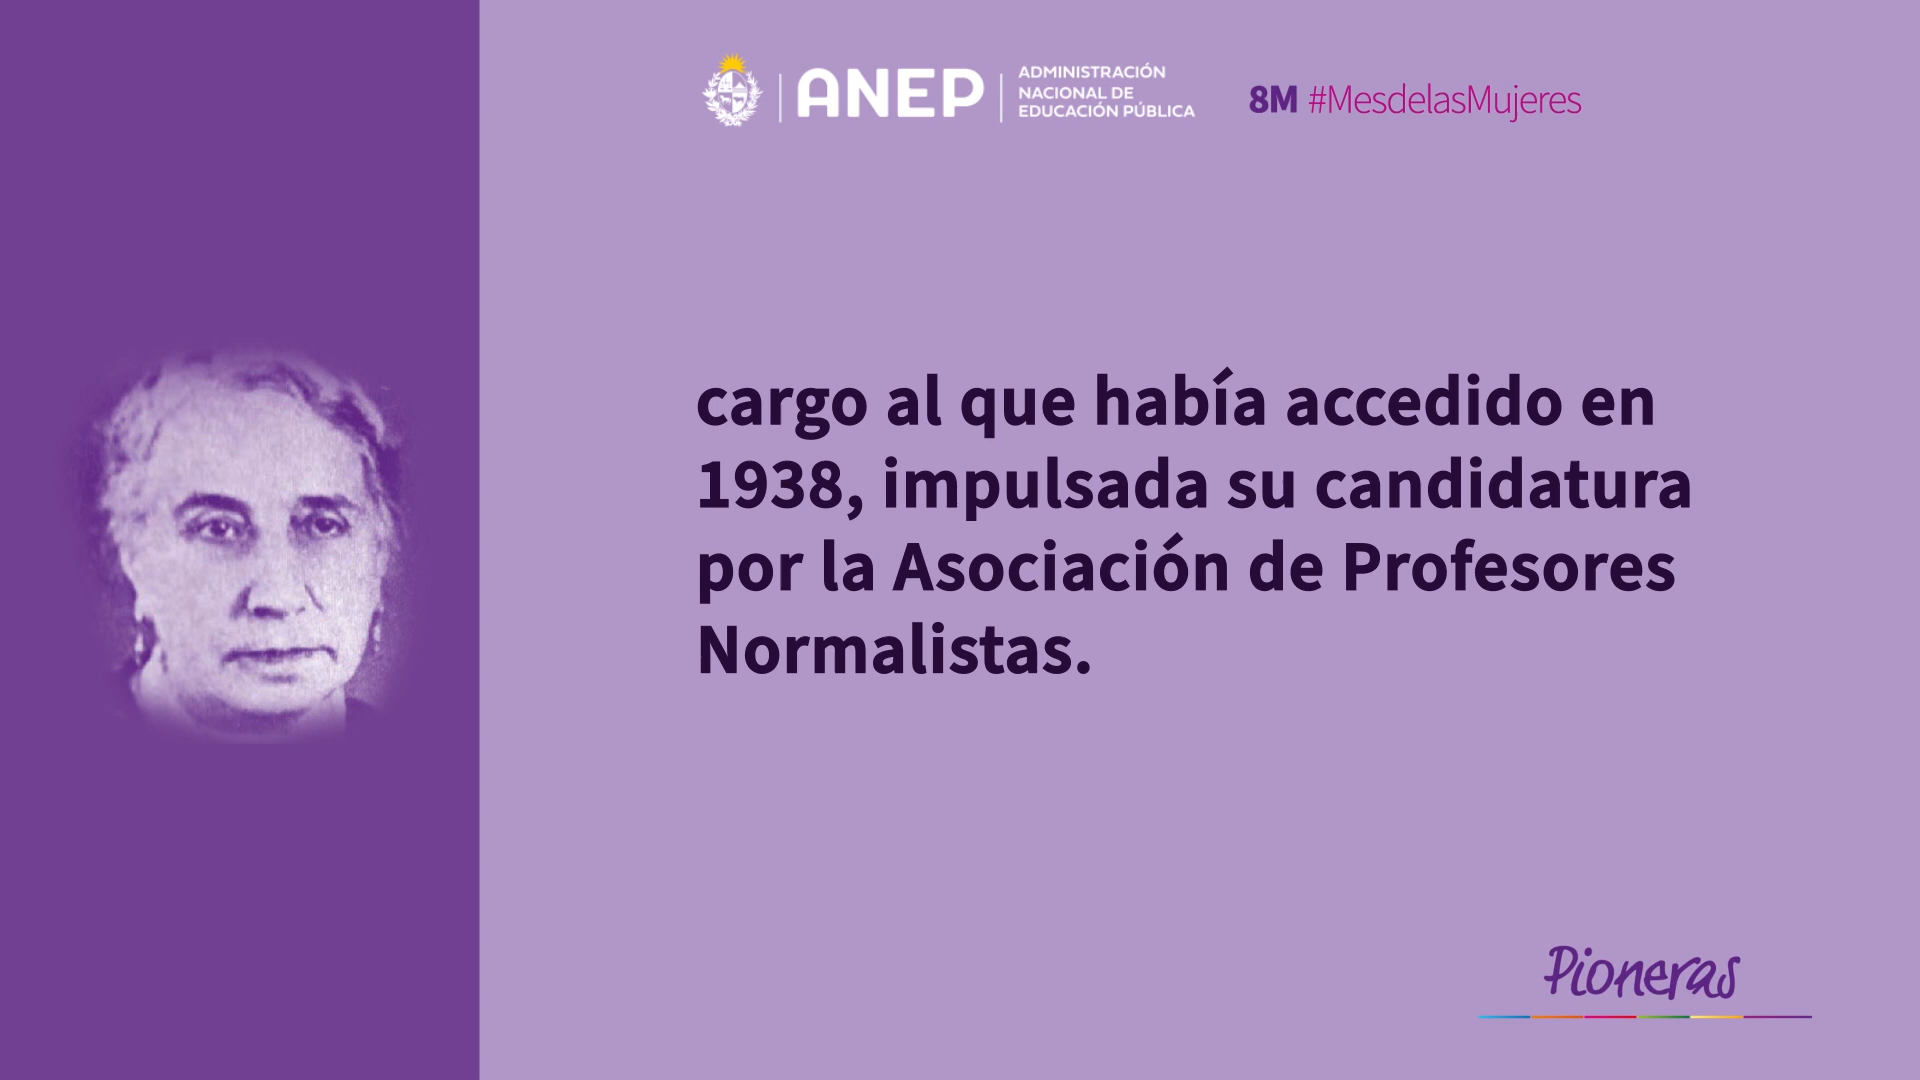 ANEP
ADMINISTRACIÓN
NACIONAL DE
EDUCACIÓN PÚBLICA
8M #MesdelasMujeres
cargo al que había accedido en
1938, impulsada su candidatura
por la Asociación de Profesores
Normalistas.
Pioneras